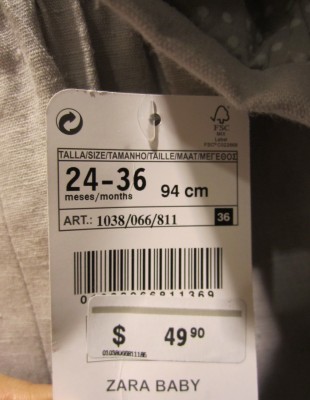 FSC
TALLA/SIZE/TAMANHO/TAILLE/MAAT/ΜΕΓΕΘΟΣ
24-36 94 cm
meses/months
ART.: 1038/066/811 36
$ 49 90
ZARA BABY